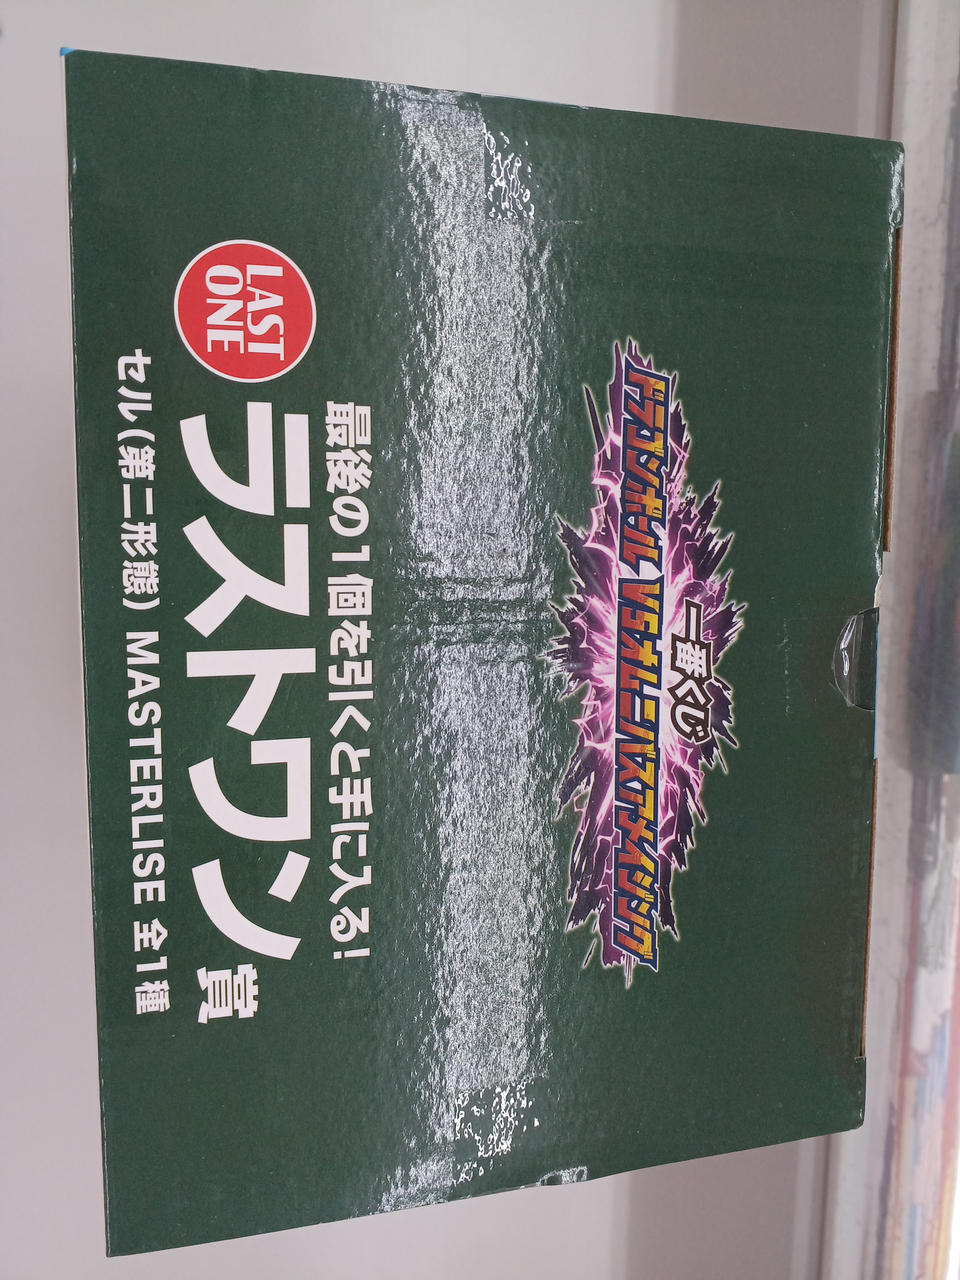 一番くじ
ドラゴンボール VSオムニバスアメイジング
最後の1個を引くと手に入る!
LAST
ONE
ラストワン賞
セル(第二形態) MASTERLISE 全1種